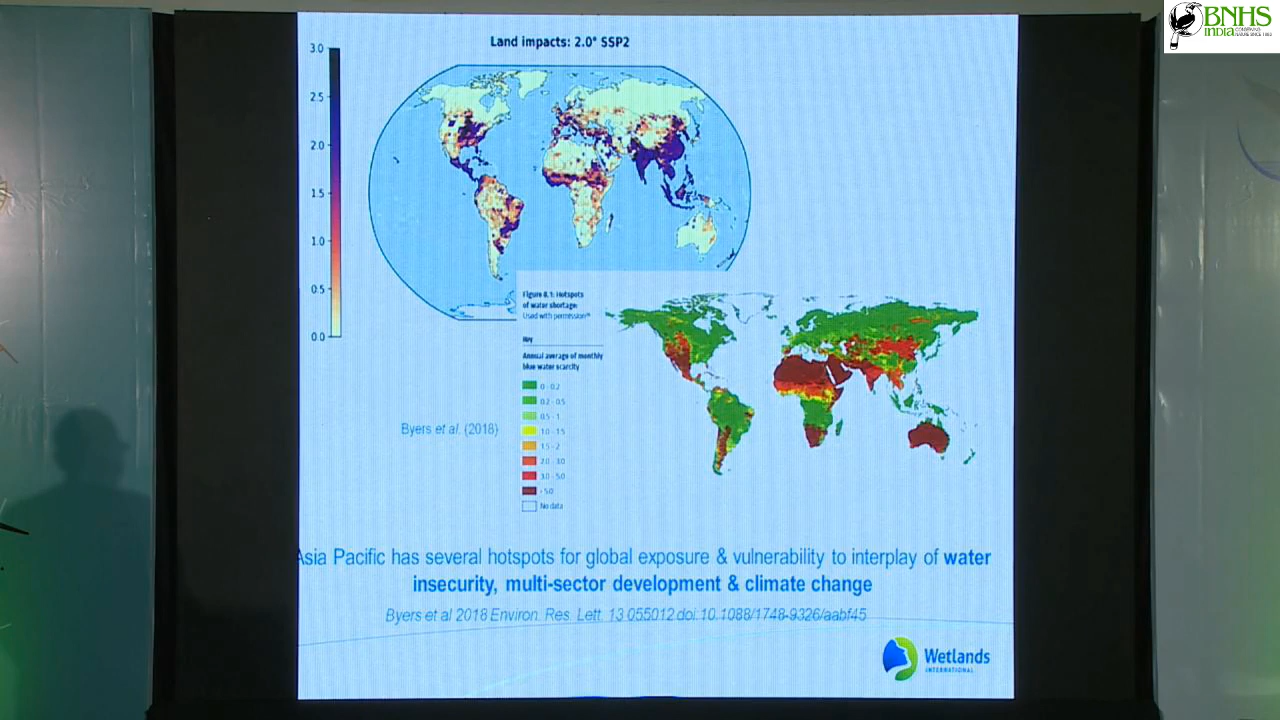 BNHS
India
Land impacts: 2.0° SSP2
3.0
2.5
2.0
1.5
1.0
0.5
0.0
Figure 8.1: Hotspots
of water shortage:
Used with permission
Key
Annual average of monthly
blue water scarcity
0 - 0.2
0.2 - 0.5
0.5 - 1
1.0 - 1.5
1.5 - 2
2.0 - 3.0
3.0 - 5.0
5.0
No data
Byers et al. (2018)
Asia Pacific has several hotspots for global exposure & vulnerability to interplay of water
insecurity, multi-sector development & climate change
Byers et al 2018 Environ. Res. Lett. 13 055012 doi:10.1088/1748-9326/aabf45
Wetlands
INTERNATIONAL